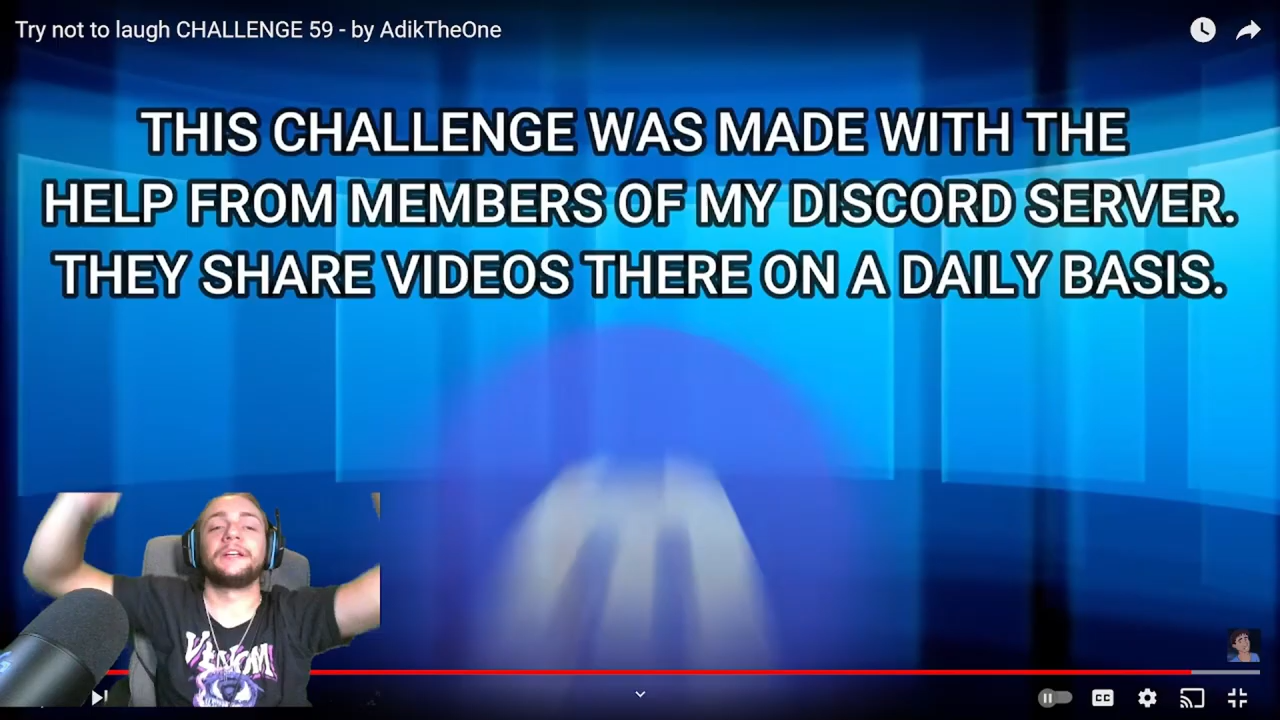 Try not to laugh CHALLENGE 59 - by AdikTheOne
THIS CHALLENGE WAS MADE WITH THE
HELP FROM MEMBERS OF MY DISCORD SERVER.
THEY SHARE VIDEOS THERE ON A DAILY BASIS.
VENOM
CC